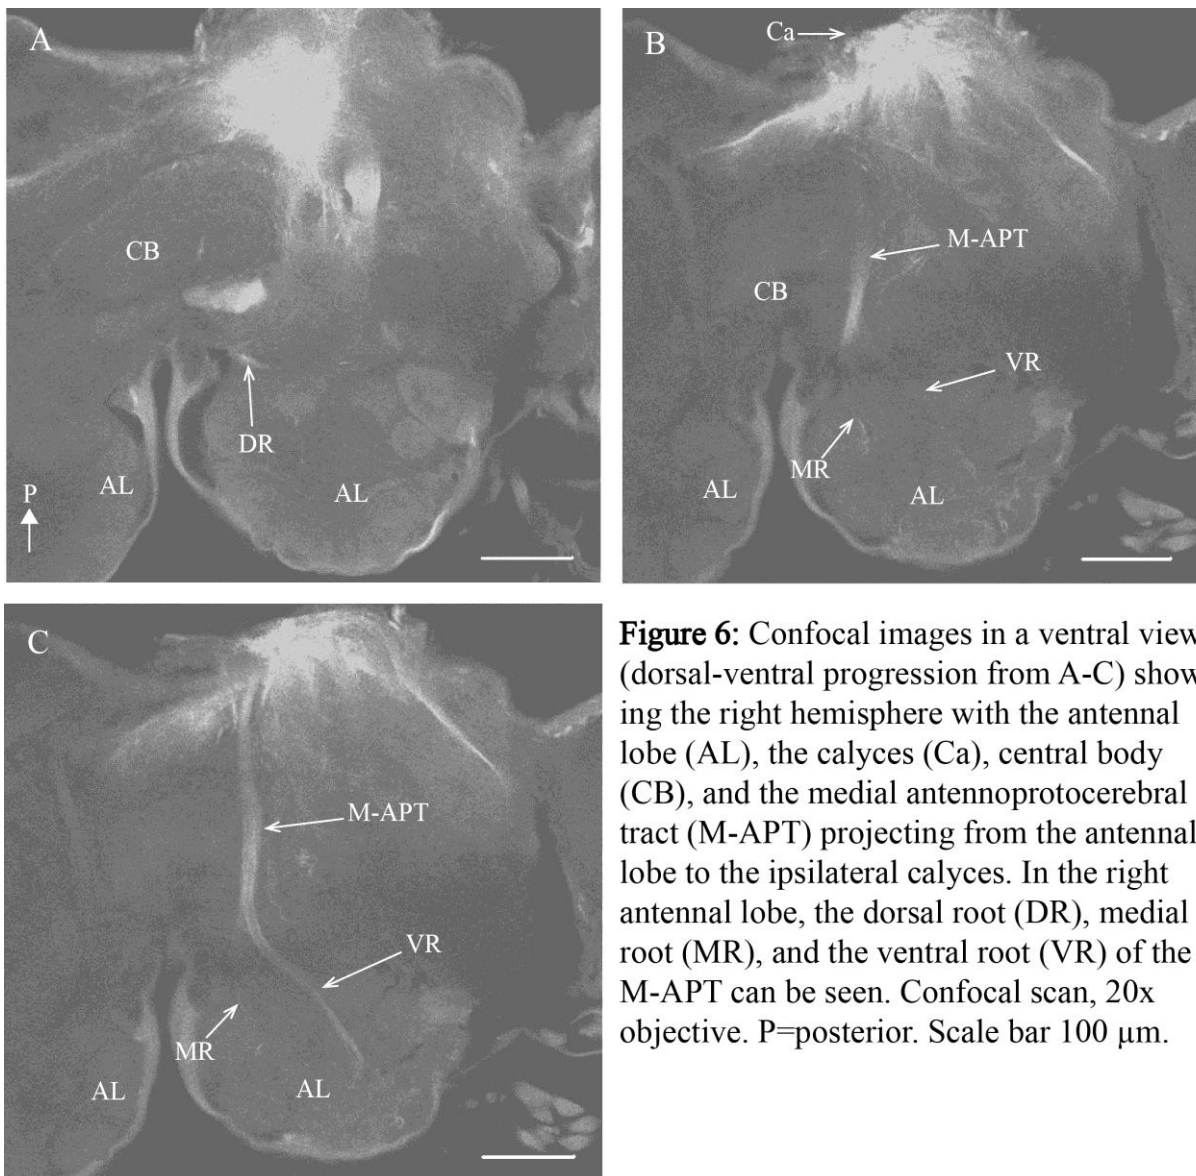 A
CB
DR
AL
AL
P
B
Ca
M-APT
CB
VR
MR
AL
AL
C
M-APT
VR
MR
AL
AL
Figure 6: Confocal images in a ventral view
(dorsal-ventral progression from A-C) show
ing the right hemisphere with the antennal
lobe (AL), the calyces (Ca), central body
(CB), and the medial antennoprotocerebral
tract (M-APT) projecting from the antennal
lobe to the ipsilateral calyces. In the right
antennal lobe, the dorsal root (DR), medial
root (MR), and the ventral root (VR) of the
M-APT can be seen. Confocal scan, 20x
objective. P=posterior. Scale bar 100 µm.